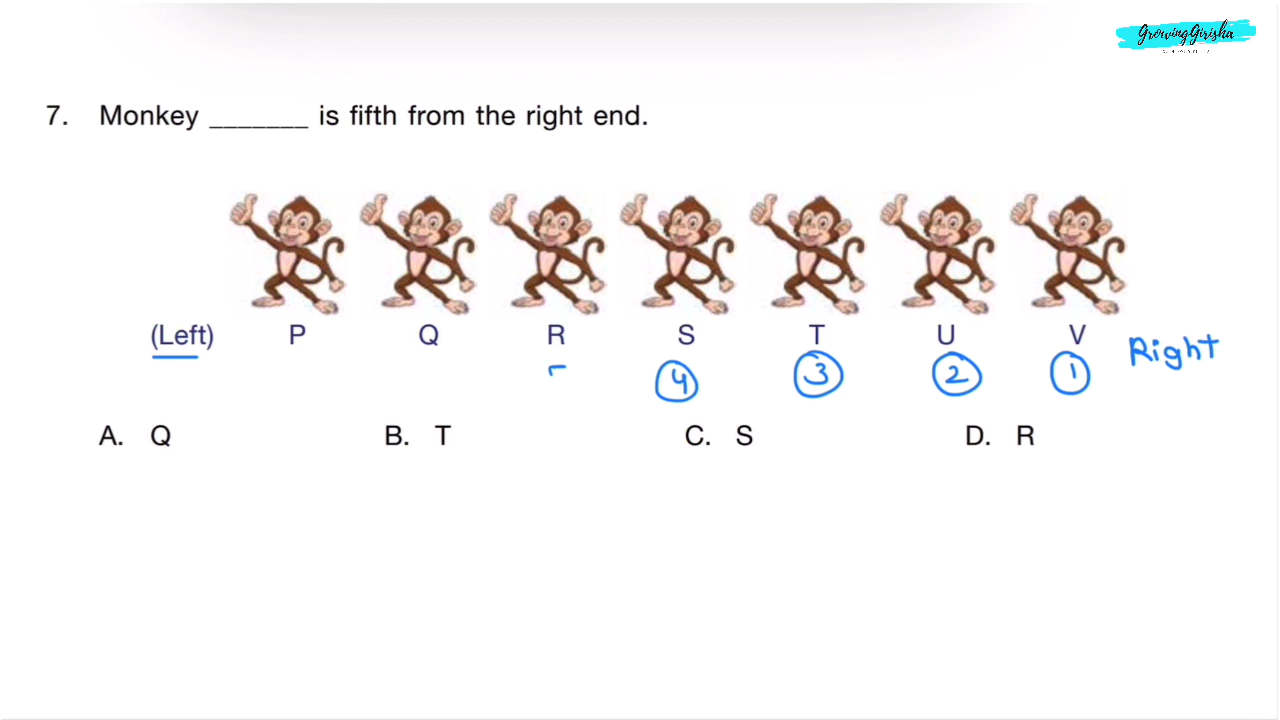 GrowingGirisha
7. Monkey _______ is fifth from the right end.
(Left) P Q R S T U V Right
4 3 2 1
A. Q B. T C. S D. R